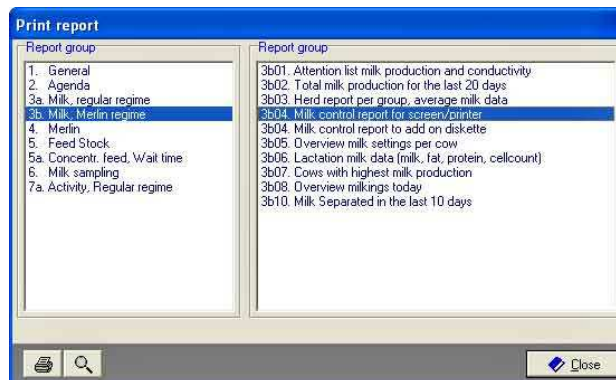 Print report
Report group
1. General
2. Agenda
3a. Milk, regular regime
3b. Milk, Merlin regime
4. Merlin
5. Feed Stock
5a. Concentr. feed, Wait time
6. Milk sampling
7a. Activity, Regular regime
Report group
3b01. Attention list milk production and conductivity
3b02. Total milk production for the last 20 days
3b03. Herd report per group, average milk data
3b04. Milk control report for screen/printer
3b04. Milk control report to add on diskette
3b05. Overview milk settings per cow
3b06. Lactation milk data (milk, fat, protein, cellcount)
3b07. Cows with highest milk production
3b08. Overview milkings today
3b10. Milk Separated in the last 10 days
Close